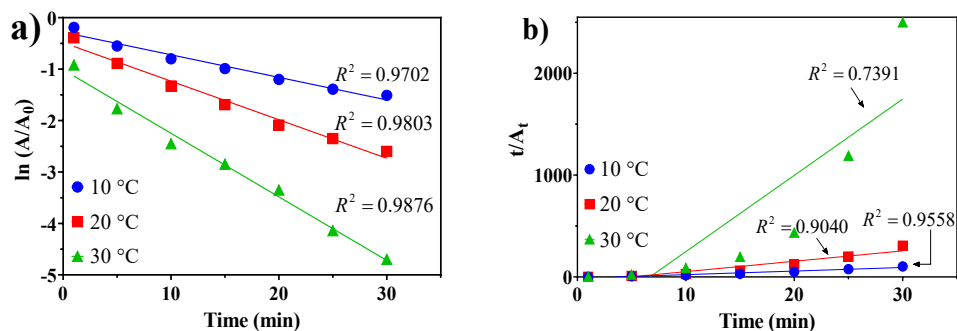 a)
0
-1
-2
-3
-4
-5
ln (A/A₀)
R² = 0.9702
R² = 0.9803
R² = 0.9876
10 °C
20 °C
30 °C
0
10
20
30
Time (min)
b)
2000
1000
0
t/Aₜ
R² = 0.7391
R² = 0.9040
R² = 0.9558
10 °C
20 °C
30 °C
0
10
20
30
Time (min)